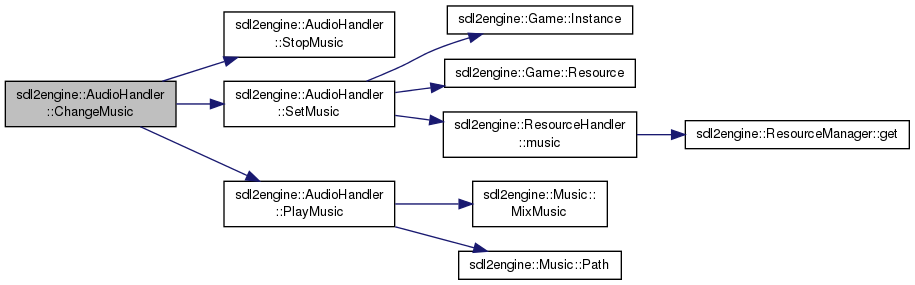 sdl2engine::AudioHandler
::ChangeMusic
sdl2engine::AudioHandler
::StopMusic
sdl2engine::AudioHandler
::SetMusic
sdl2engine::AudioHandler
::PlayMusic
sdl2engine::Game::Instance
sdl2engine::Game::Resource
sdl2engine::ResourceHandler
::music
sdl2engine::Music::
MixMusic
sdl2engine::Music::Path
sdl2engine::ResourceManager::get